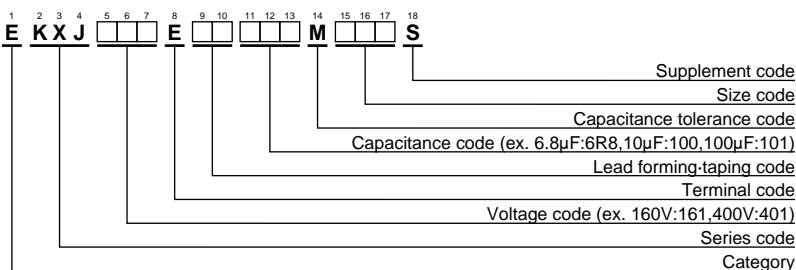 1 2 3 4 5 6 7 8 9 10 11 12 13 14 15 16 17 18
E KXJ □□□ E □□ □□□ M □□□ S
Supplement code
Size code
Capacitance tolerance code
Capacitance code (ex. 6.8μF:6R8,10μF:100,100μF:101)
Lead forming·taping code
Terminal code
Voltage code (ex. 160V:161,400V:401)
Series code
Category